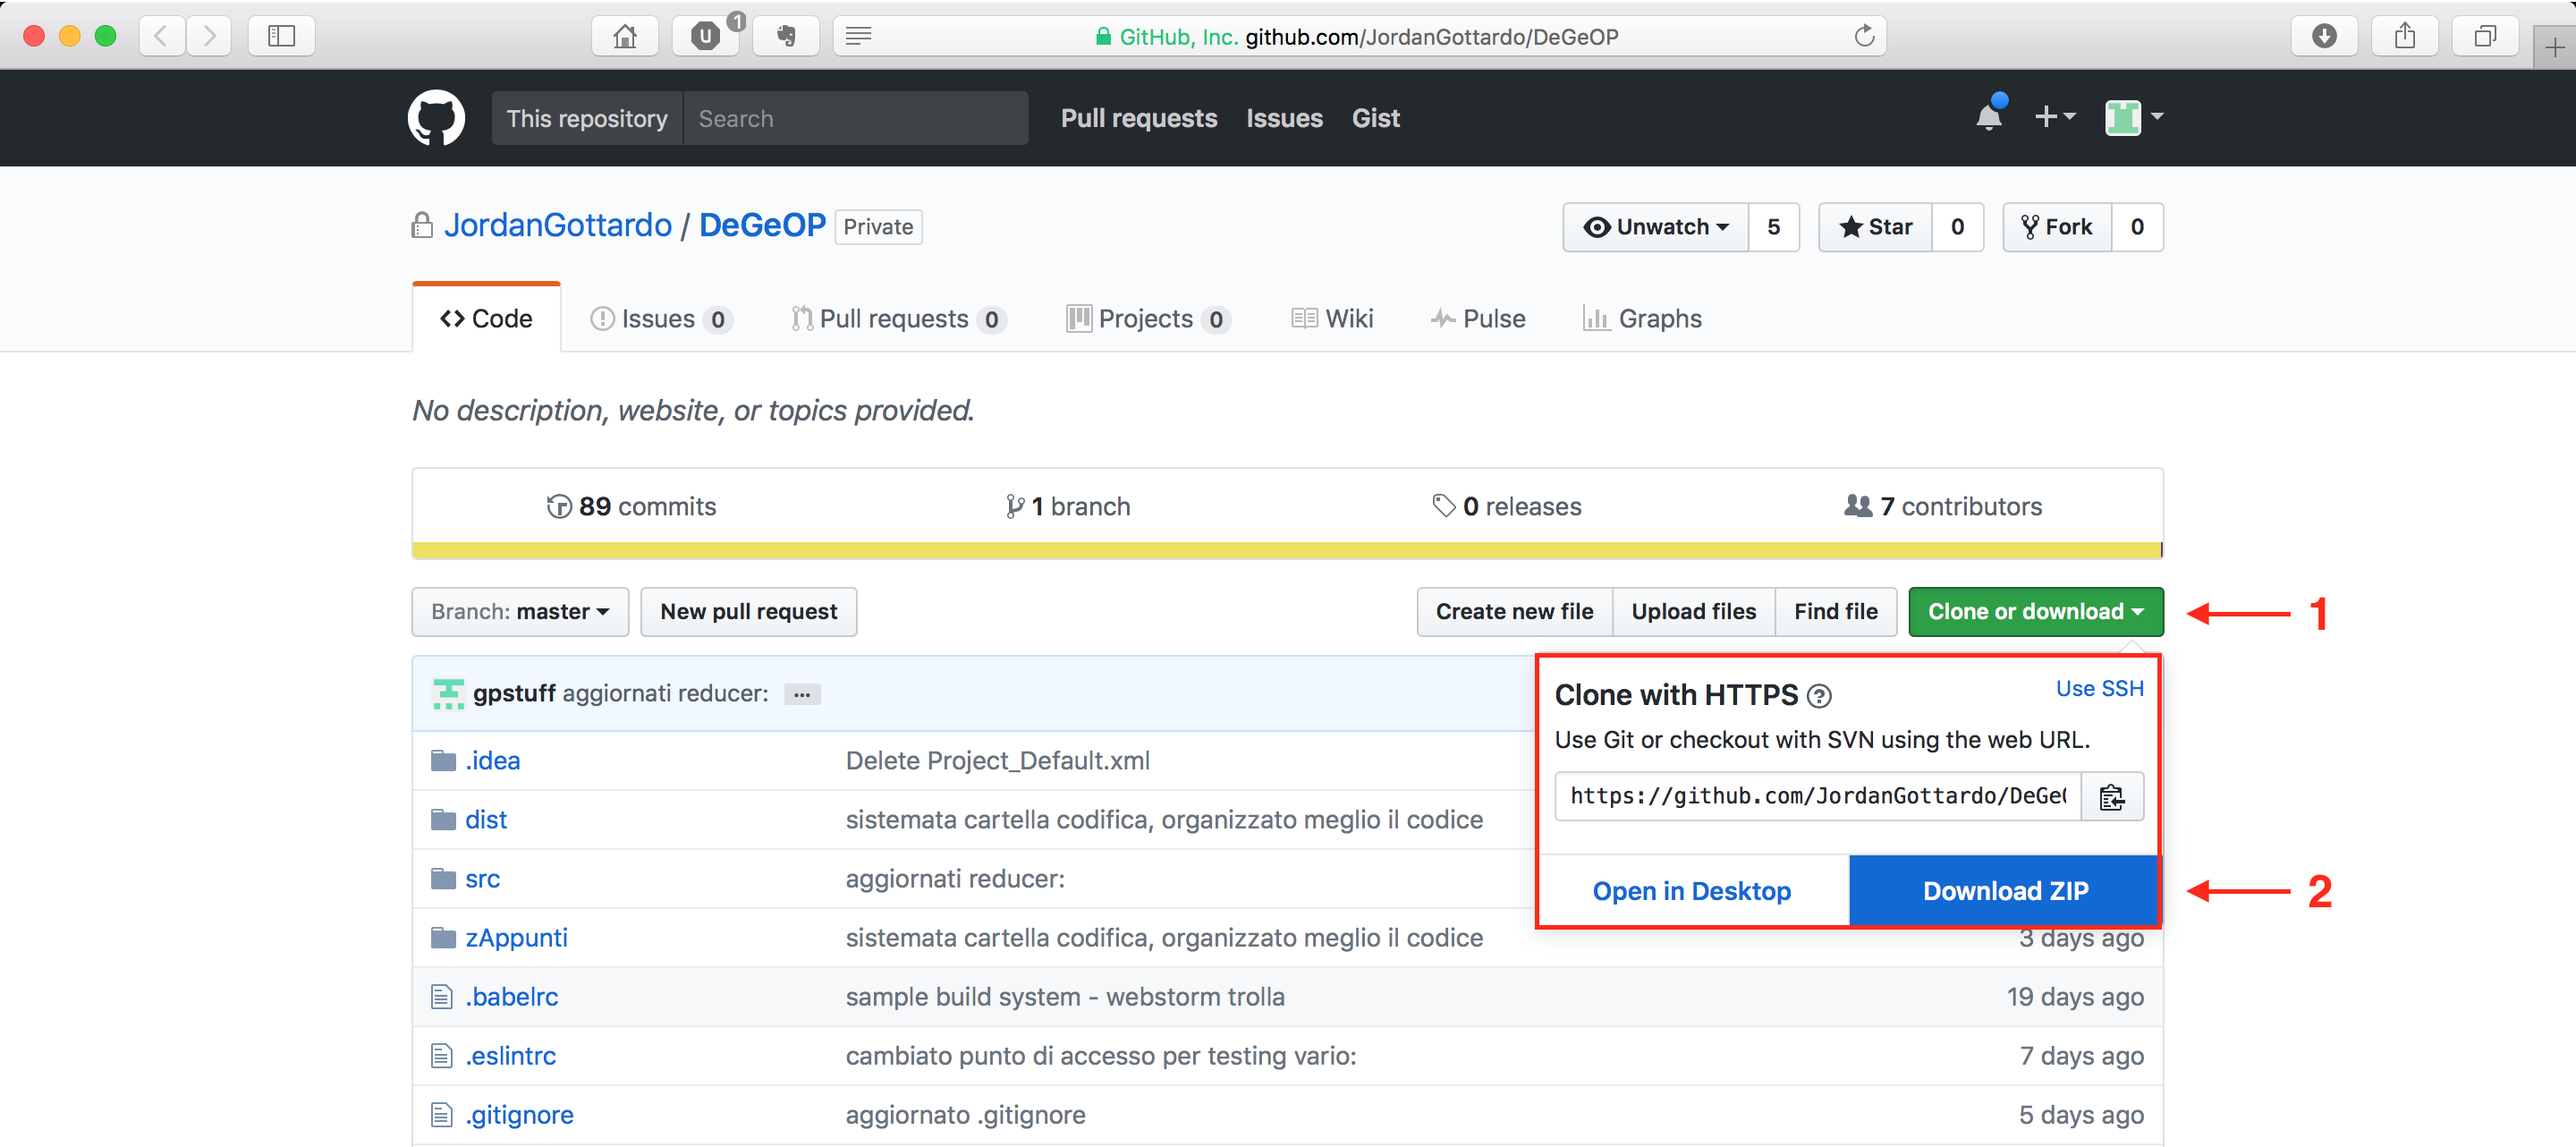 1
GitHub, Inc. github.com/JordanGottardo/DeGeOP
This repository Search Pull requests Issues Gist
JordanGottardo / DeGeOP Private Unwatch 5 Star 0 Fork 0
Code Issues 0 Pull requests 0 Projects 0 Wiki Pulse Graphs
No description, website, or topics provided.
89 commits 1 branch 0 releases 7 contributors
Branch: master New pull request Create new file Upload files Find file Clone or download 1
gpstuff aggiornati reducer: …
Clone with HTTPS ? Use SSH
Use Git or checkout with SVN using the web URL.
https://github.com/JordanGottardo/DeGeO
Open in Desktop Download ZIP 2
.idea Delete Project_Default.xml
dist sistemata cartella codifica, organizzato meglio il codice
src aggiornati reducer:
zAppunti sistemata cartella codifica, organizzato meglio il codice 3 days ago
.babelrc sample build system - webstorm trolla 19 days ago
.eslintrc cambiato punto di accesso per testing vario: 7 days ago
.gitignore aggiornato .gitignore 5 days ago